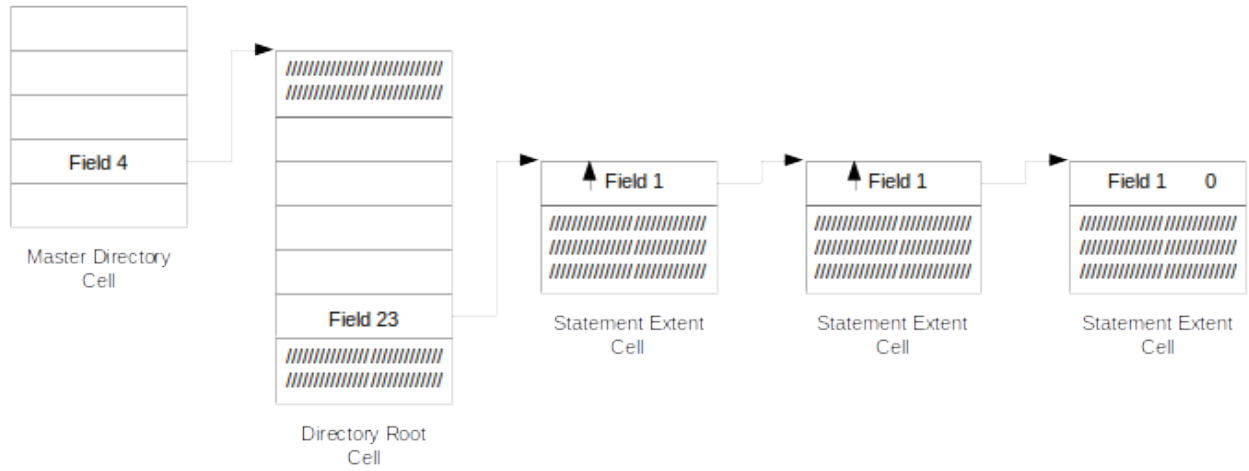 Field 4
Master Directory
Cell
Field 23
Directory Root
Cell
Field 1
Statement Extent
Cell
Field 1
Statement Extent
Cell
Field 1 0
Statement Extent
Cell